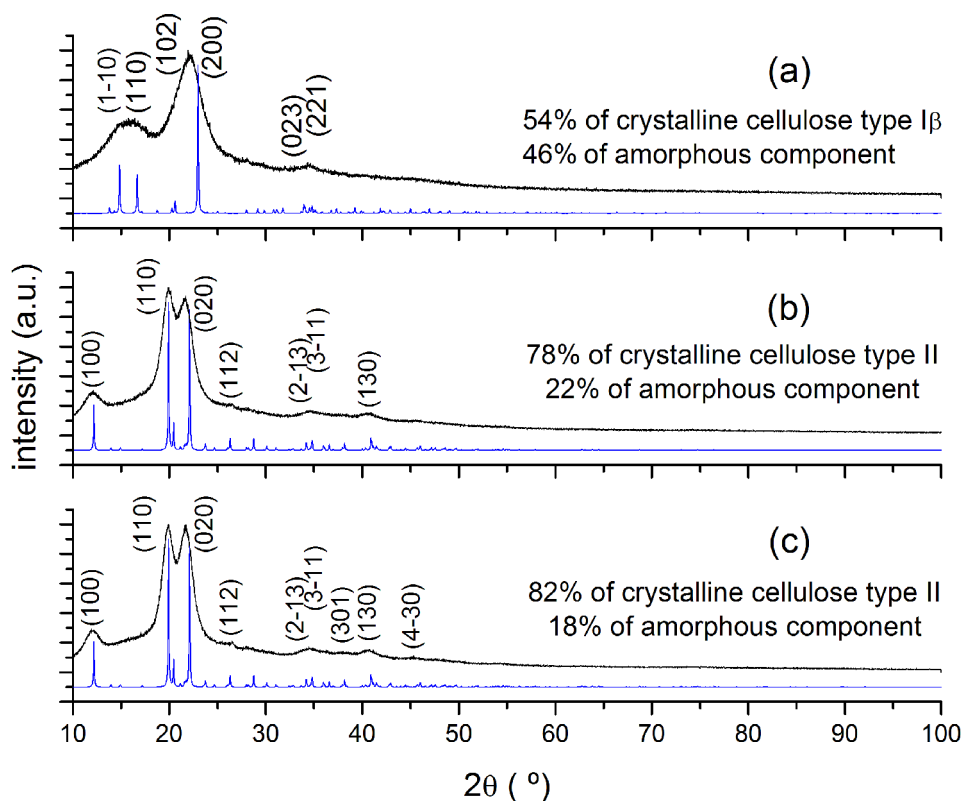 intensity (a.u.)
(1-10)
(110)
(102)
(200)
(023)
(221)
(a)
54% of crystalline cellulose type Iβ
46% of amorphous component
(100)
(110)
(020)
(112)
(2-13)
(3-11)
(130)
(b)
78% of crystalline cellulose type II
22% of amorphous component
(100)
(110)
(020)
(112)
(2-13)
(3-11)
(301)
(130)
(4-30)
(c)
82% of crystalline cellulose type II
18% of amorphous component
10 20 30 40 50 60 70 80 90 100
2θ ( º)